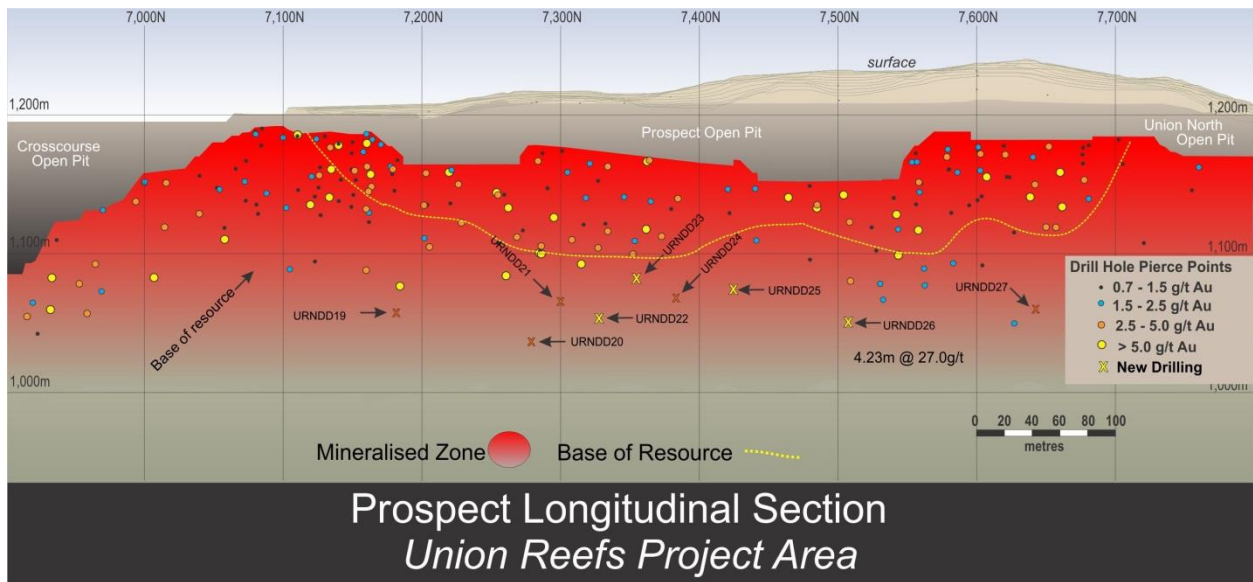 7,000N 7,100N 7,200N 7,300N 7,400N 7,500N 7,600N 7,700N
surface
1,200m 1,200m
Crosscourse
Open Pit
Prospect Open Pit
Union North
Open Pit
1,100m 1,100m
URNDD23
URNDD24
URNDD21
Base of resource
URNDD25
URNDD27
URNDD19
URNDD22
URNDD26
URNDD20
4.23m @ 27.0g/t
Drill Hole Pierce Points
0.7 - 1.5 g/t Au
1.5 - 2.5 g/t Au
2.5 - 5.0 g/t Au
> 5.0 g/t Au
New Drilling
1,000m 1,000m
0 20 40 60 80 100
metres
Mineralised Zone Base of Resource
Prospect Longitudinal Section
Union Reefs Project Area